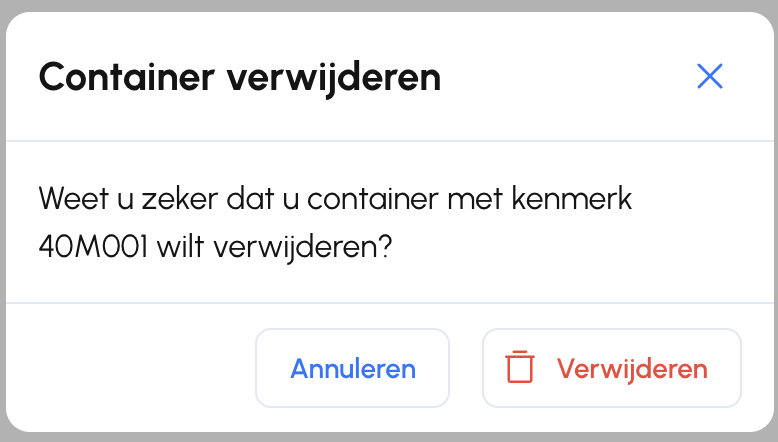 Container verwijderen
Weet u zeker dat u container met kenmerk
40M001 wilt verwijderen?
Annuleren
Verwijderen